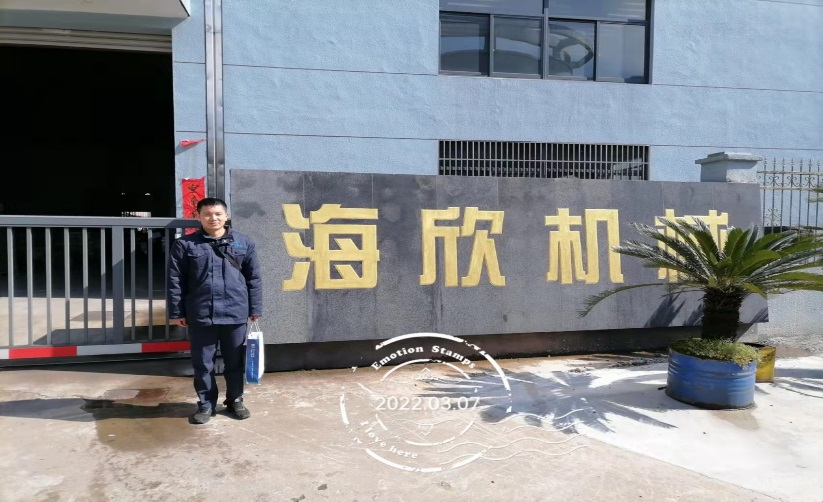 海欣机械
Emotion Stamps
2022.03.07
I love here